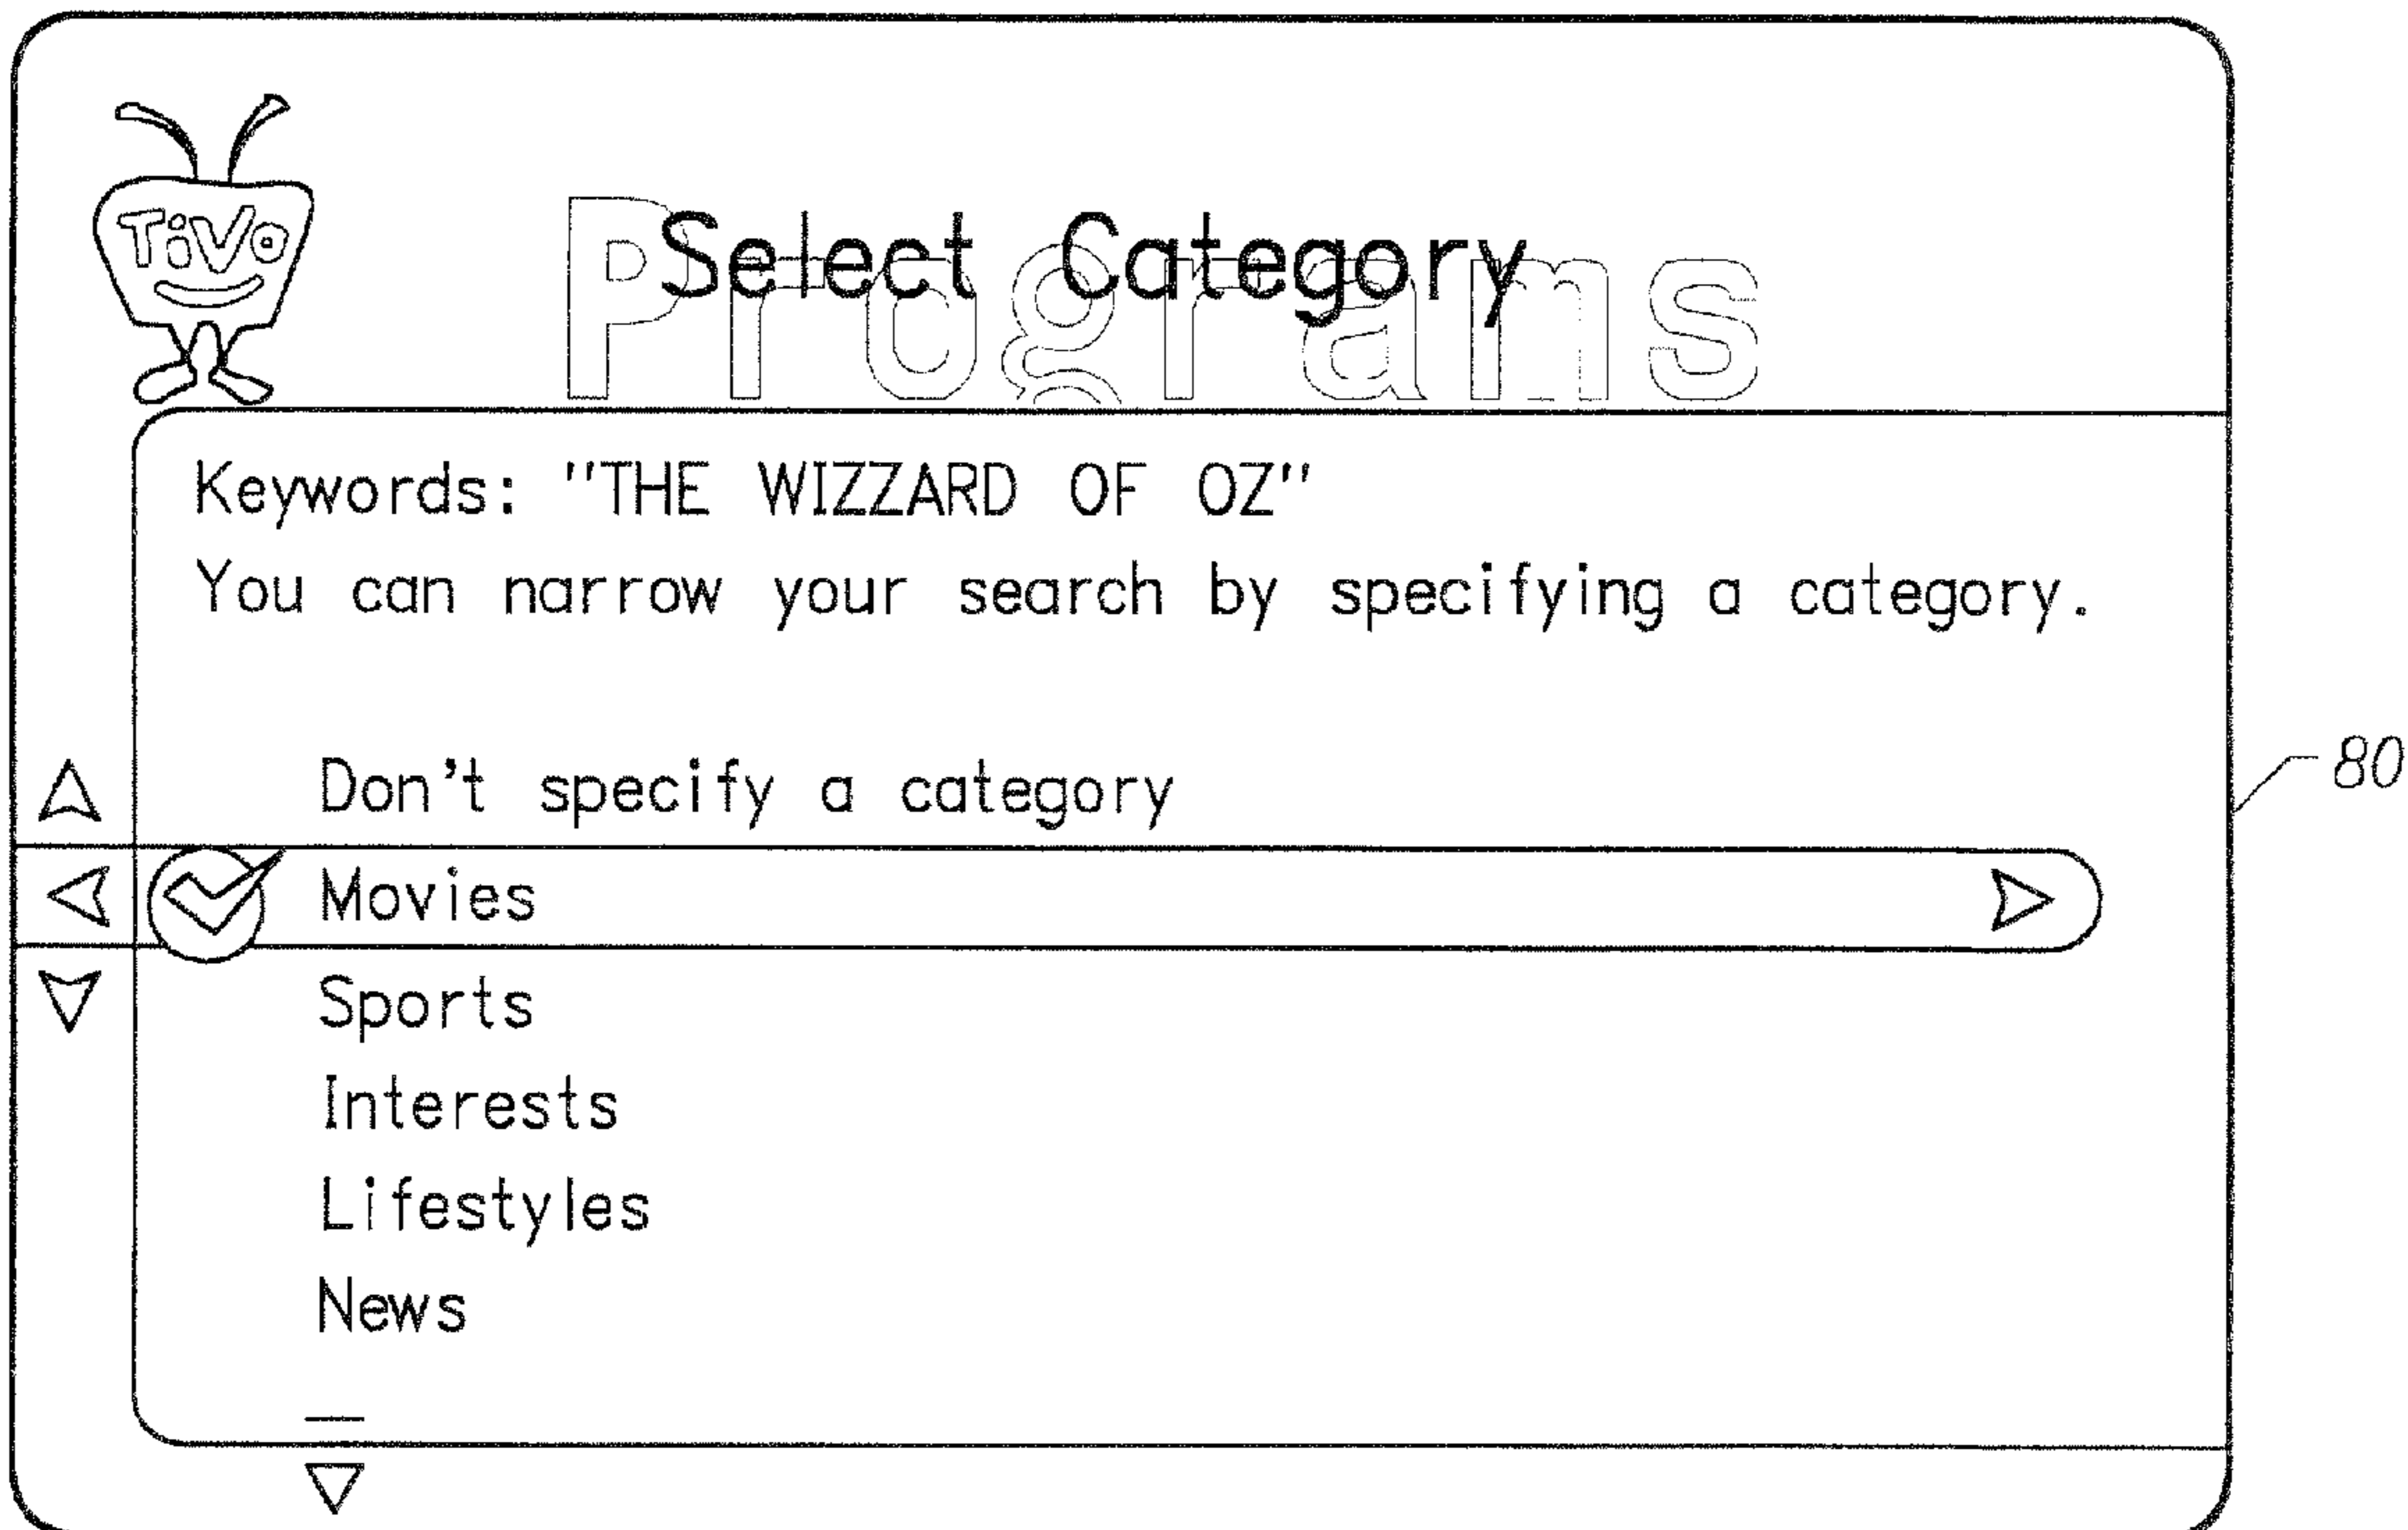 TiVo
Programs
Select Category
Keywords: "THE WIZZARD OF OZ"
You can narrow your search by specifying a category.
Don't specify a category
80
Movies
Sports
Interests
Lifestyles
News